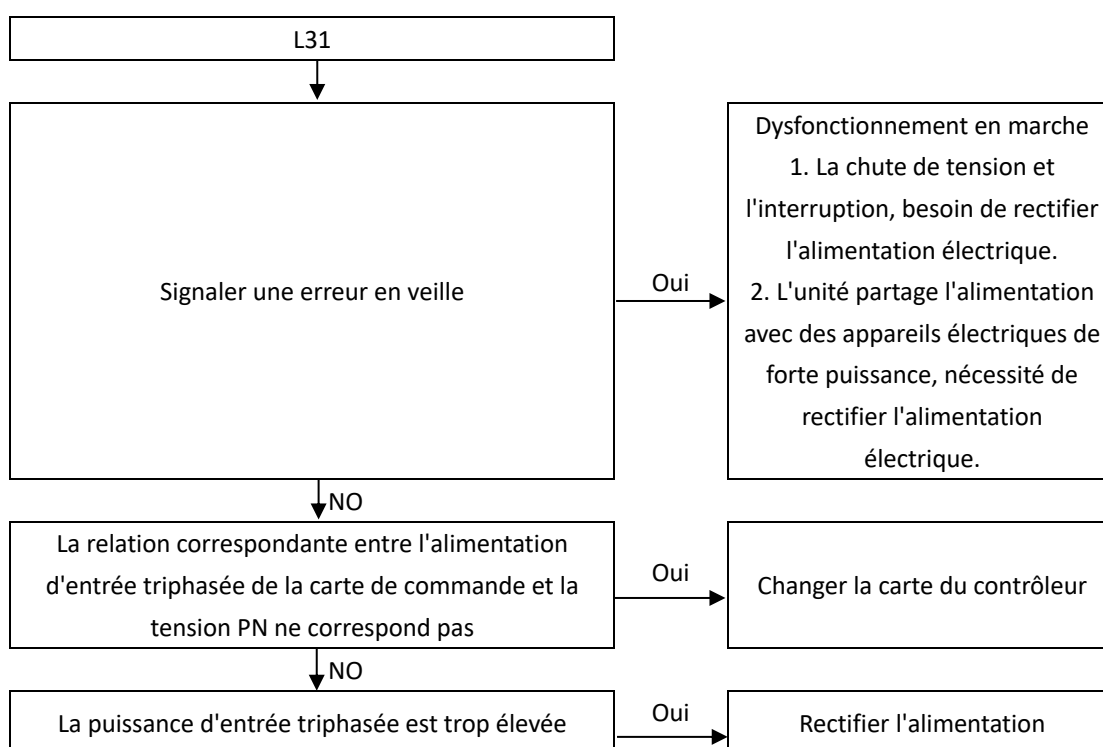 L31
Signaler une erreur en veille
Oui
Dysfonctionnement en marche
1. La chute de tension et
l'interruption, besoin de rectifier
l'alimentation électrique.
2. L'unité partage l'alimentation
avec des appareils électriques de
forte puissance, nécessité de
rectifier l'alimentation
électrique.
NO
La relation correspondante entre l'alimentation
d'entrée triphasée de la carte de commande et la
tension PN ne correspond pas
Oui
Changer la carte du contrôleur
NO
La puissance d'entrée triphasée est trop élevée
Oui
Rectifier l'alimentation